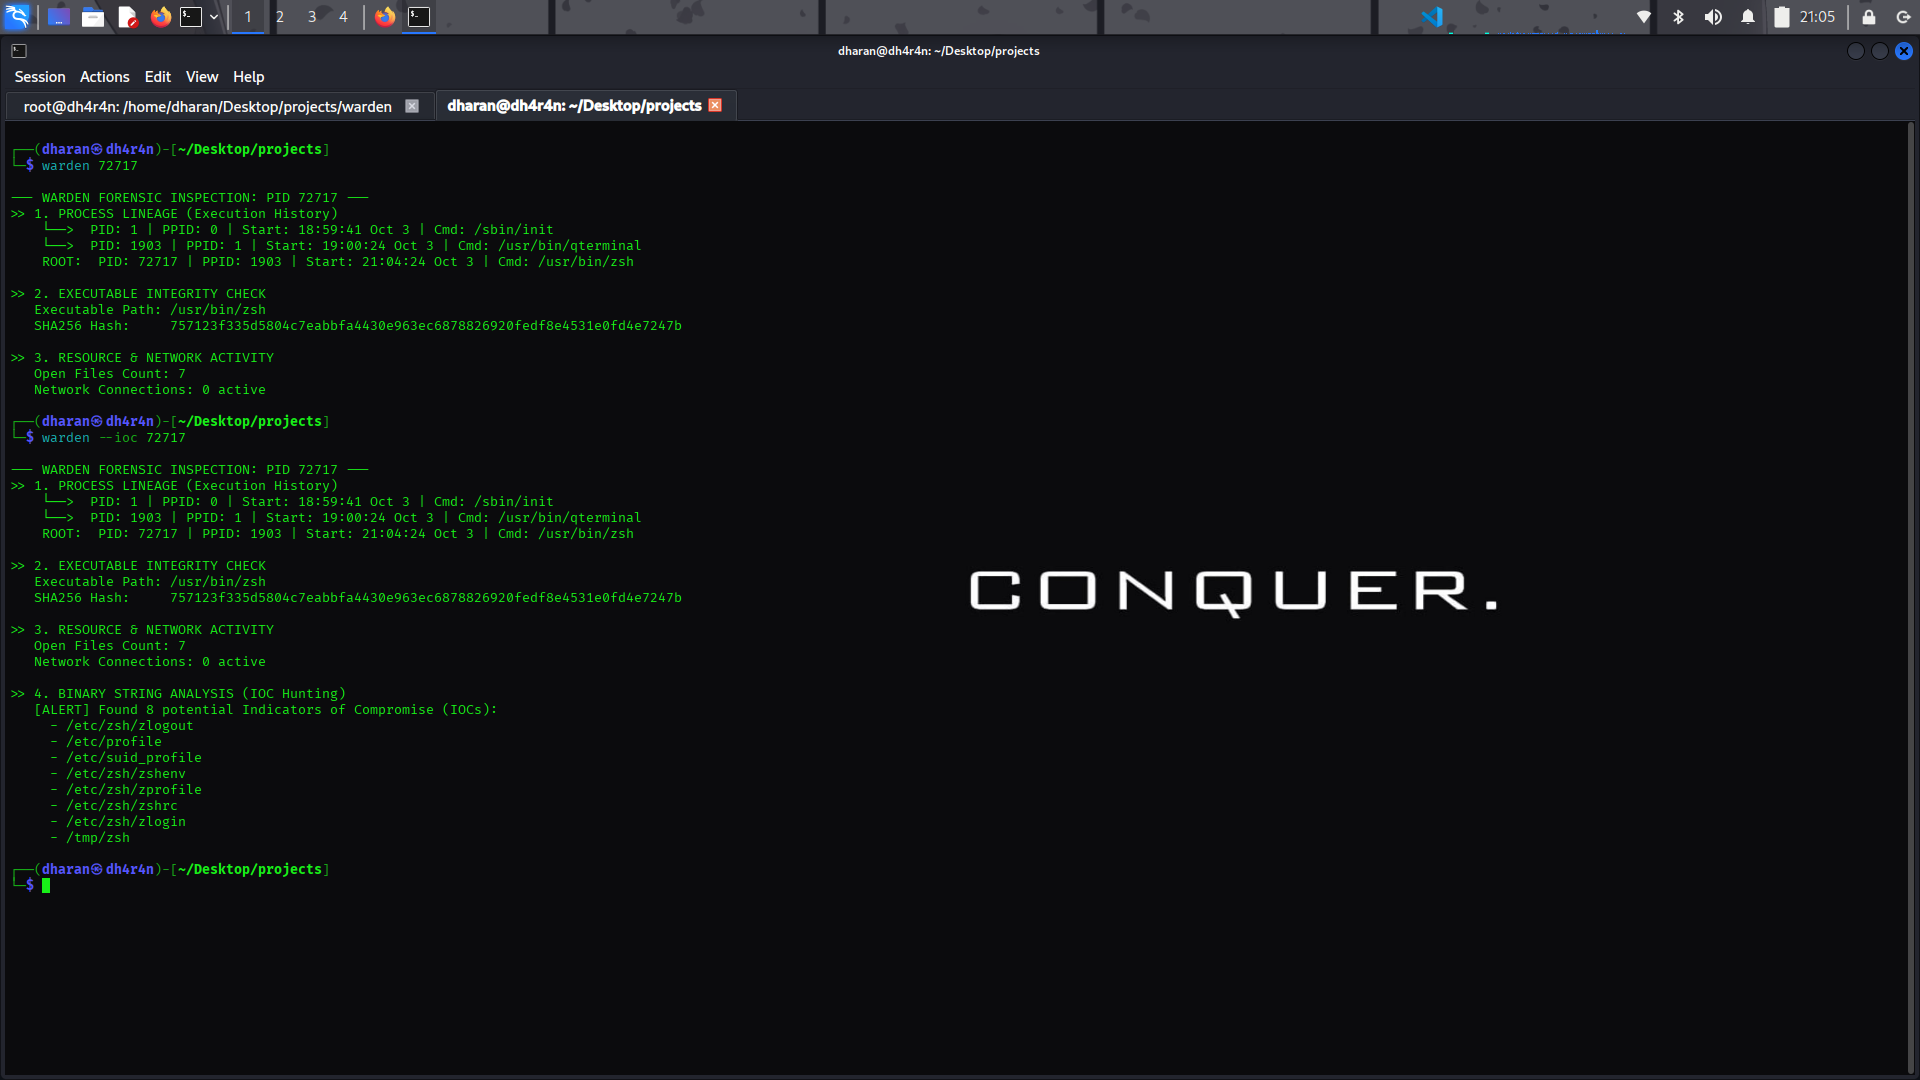 1 2 3 4
21:05
dharan@dh4r4n: ~/Desktop/projects
Session Actions Edit View Help
root@dh4r4n: /home/dharan/Desktop/projects/warden
dharan@dh4r4n: ~/Desktop/projects
┌──(dharan㉿dh4r4n)-[~/Desktop/projects]
└─$ warden 72717
─── WARDEN FORENSIC INSPECTION: PID 72717 ───
>> 1. PROCESS LINEAGE (Execution History)
└──> PID: 1 | PPID: 0 | Start: 18:59:41 Oct 3 | Cmd: /sbin/init
└──> PID: 1903 | PPID: 1 | Start: 19:00:24 Oct 3 | Cmd: /usr/bin/qterminal
ROOT: PID: 72717 | PPID: 1903 | Start: 21:04:24 Oct 3 | Cmd: /usr/bin/zsh
>> 2. EXECUTABLE INTEGRITY CHECK
Executable Path: /usr/bin/zsh
SHA256 Hash: 757123f335d5804c7eabbfa4430e963ec6878826920fedf8e4531e0fd4e7247b
>> 3. RESOURCE & NETWORK ACTIVITY
Open Files Count: 7
Network Connections: 0 active
┌──(dharan㉿dh4r4n)-[~/Desktop/projects]
└─$ warden --ioc 72717
─── WARDEN FORENSIC INSPECTION: PID 72717 ───
>> 1. PROCESS LINEAGE (Execution History)
└──> PID: 1 | PPID: 0 | Start: 18:59:41 Oct 3 | Cmd: /sbin/init
└──> PID: 1903 | PPID: 1 | Start: 19:00:24 Oct 3 | Cmd: /usr/bin/qterminal
ROOT: PID: 72717 | PPID: 1903 | Start: 21:04:24 Oct 3 | Cmd: /usr/bin/zsh
>> 2. EXECUTABLE INTEGRITY CHECK
Executable Path: /usr/bin/zsh
SHA256 Hash: 757123f335d5804c7eabbfa4430e963ec6878826920fedf8e4531e0fd4e7247b
>> 3. RESOURCE & NETWORK ACTIVITY
Open Files Count: 7
Network Connections: 0 active
>> 4. BINARY STRING ANALYSIS (IOC Hunting)
[ALERT] Found 8 potential Indicators of Compromise (IOCs):
- /etc/zsh/zlogout
- /etc/profile
- /etc/suid_profile
- /etc/zsh/zshenv
- /etc/zsh/zprofile
- /etc/zsh/zshrc
- /etc/zsh/zlogin
- /tmp/zsh
┌──(dharan㉿dh4r4n)-[~/Desktop/projects]
└─$
CONQUER.